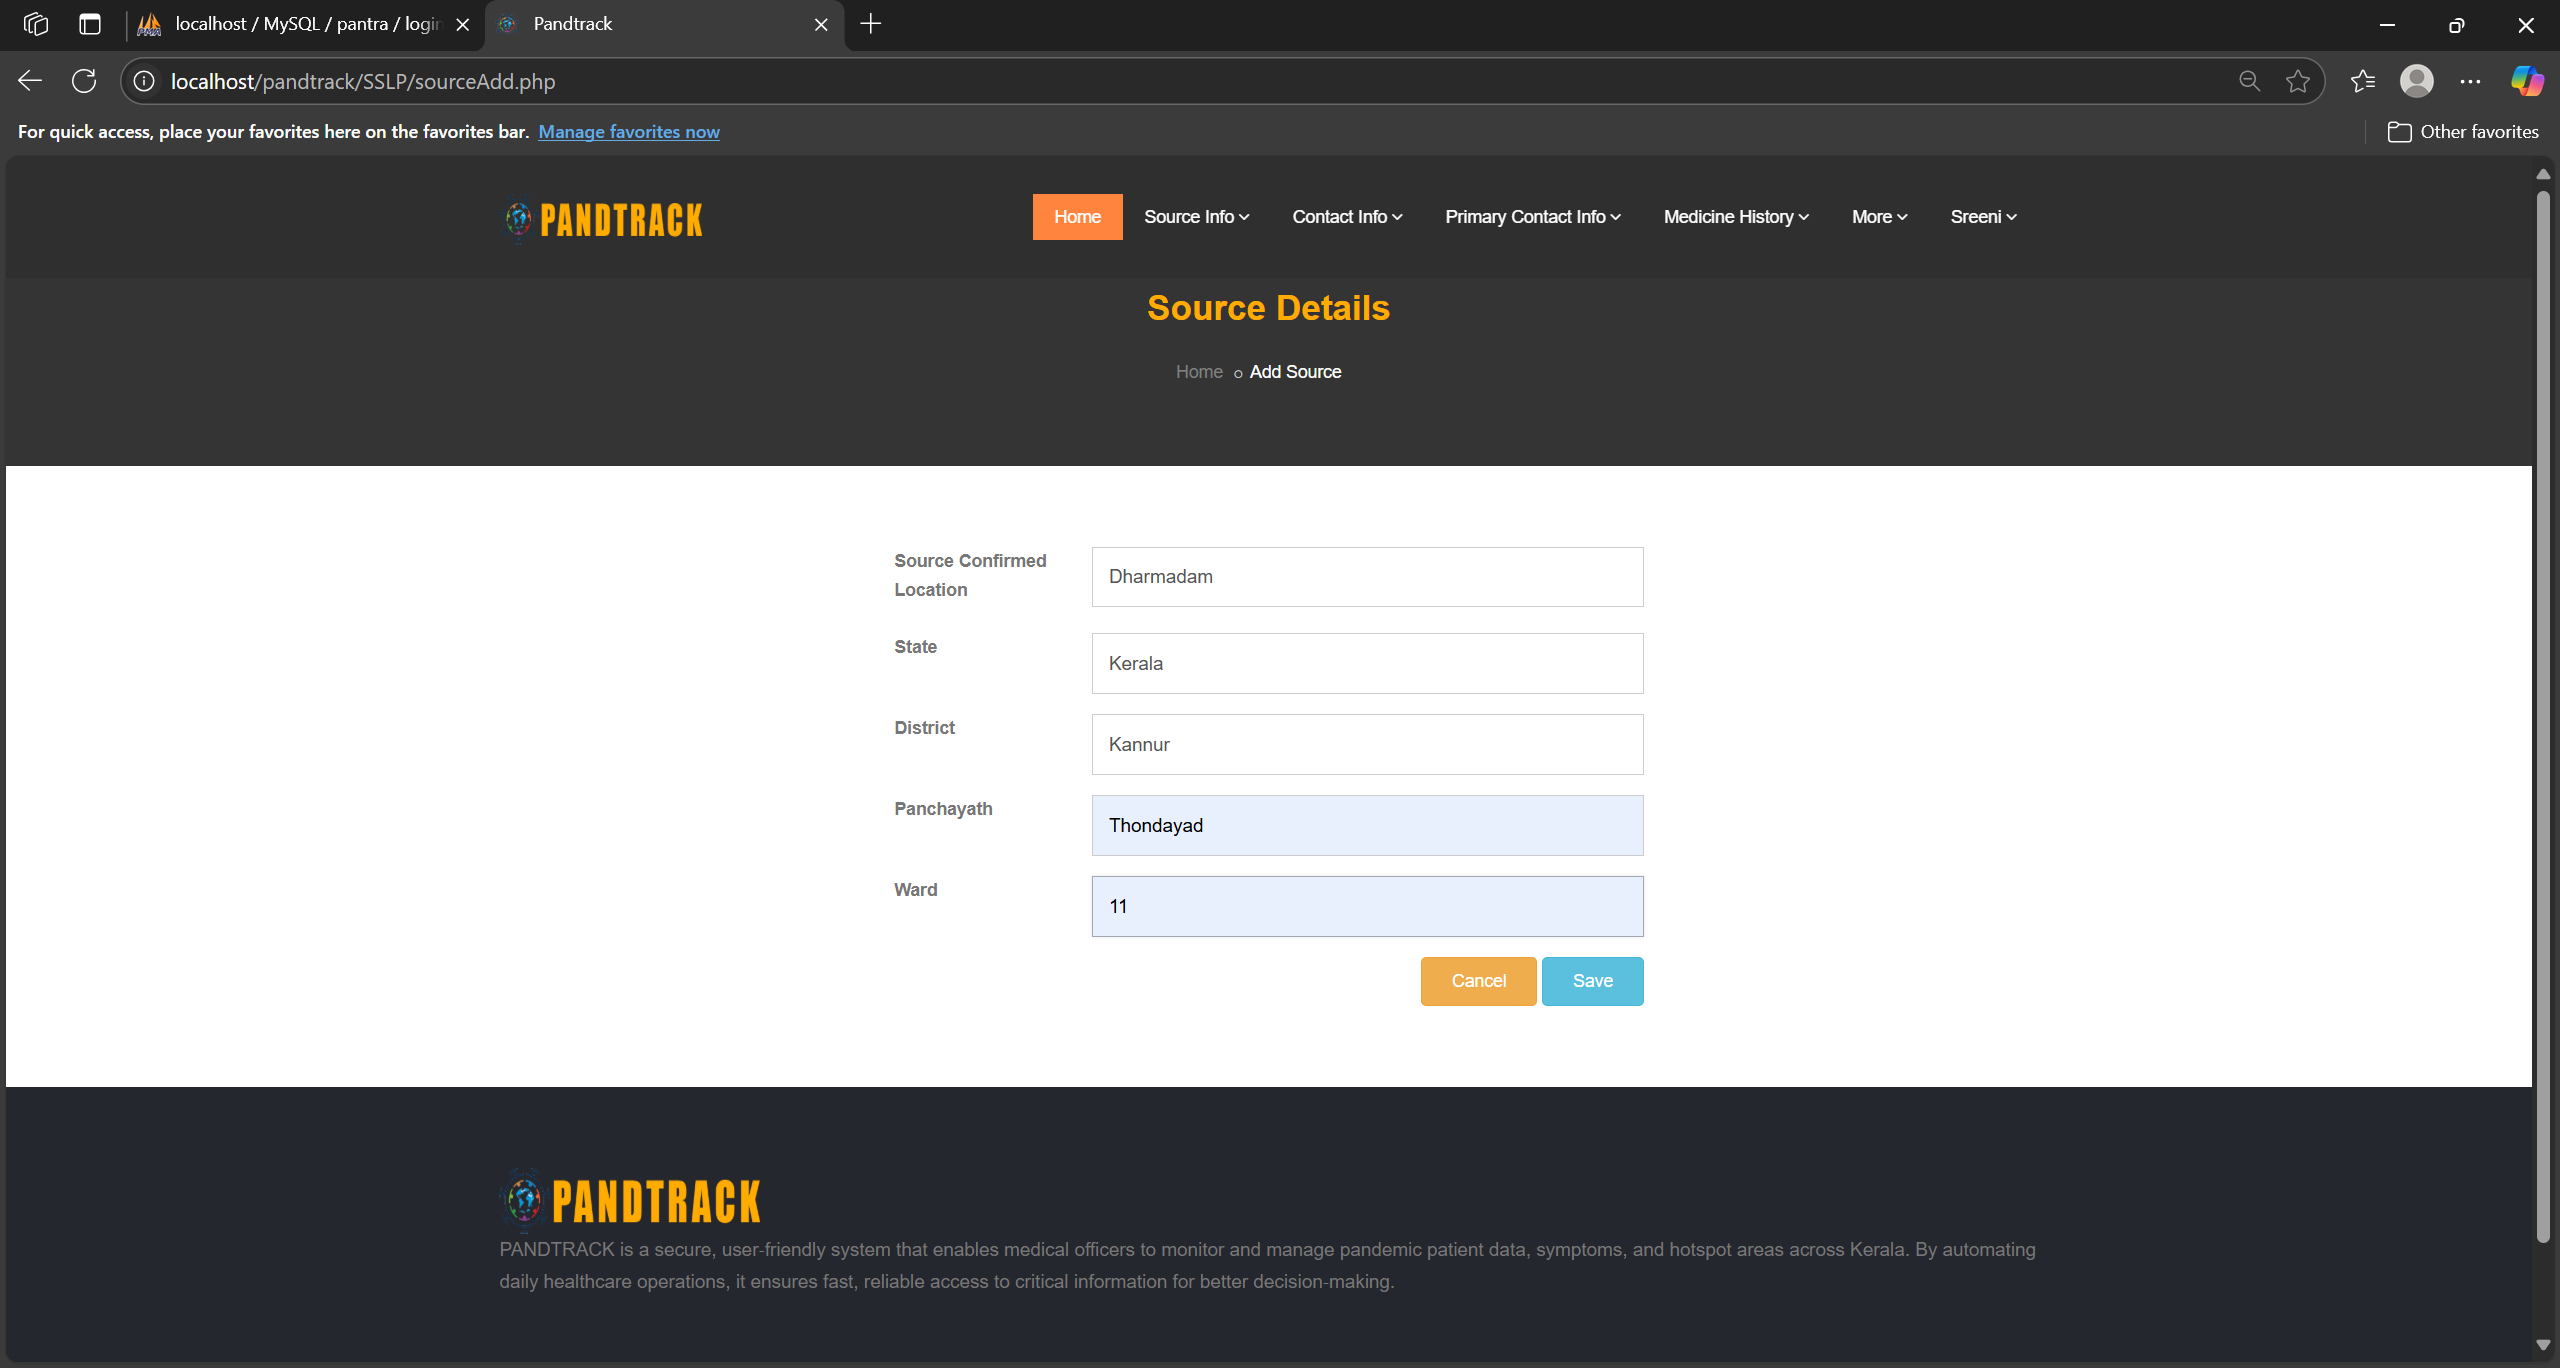 localhost / MySQL / pantra / login
Pandtrack
localhost/pandtrack/SSLP/sourceAdd.php
For quick access, place your favorites here on the favorites bar. Manage favorites now
Other favorites
PANDTRACK
Home Source Info Contact Info Primary Contact Info Medicine History More Sreeni
Source Details
Home Add Source
Source Confirmed
Location
Dharmadam
State
Kerala
District
Kannur
Panchayath
Thondayad
Ward
11
Cancel Save
PANDTRACK
PANDTRACK is a secure, user-friendly system that enables medical officers to monitor and manage pandemic patient data, symptoms, and hotspot areas across Kerala. By automating
daily healthcare operations, it ensures fast, reliable access to critical information for better decision-making.